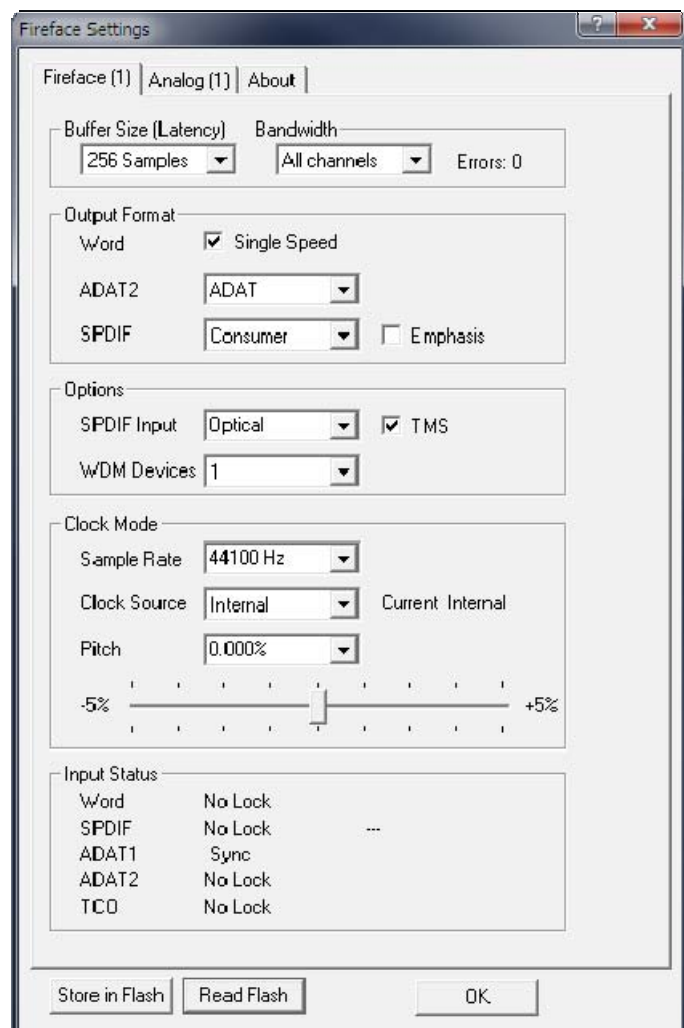 Fireface Settings
Fireface (1) Analog (1) About
Buffer Size (Latency) Bandwidth
256 Samples All channels Errors: 0
Output Format
Word Single Speed
ADAT2 ADAT
SPDIF Consumer Emphasis
Options
SPDIF Input Optical TMS
WDM Devices 1
Clock Mode
Sample Rate 44100 Hz
Clock Source Internal Current Internal
Pitch 0.000%
-5% +5%
Input Status
Word No Lock
SPDIF No Lock ---
ADAT1 Sync
ADAT2 No Lock
TCO No Lock
Store in Flash Read Flash OK